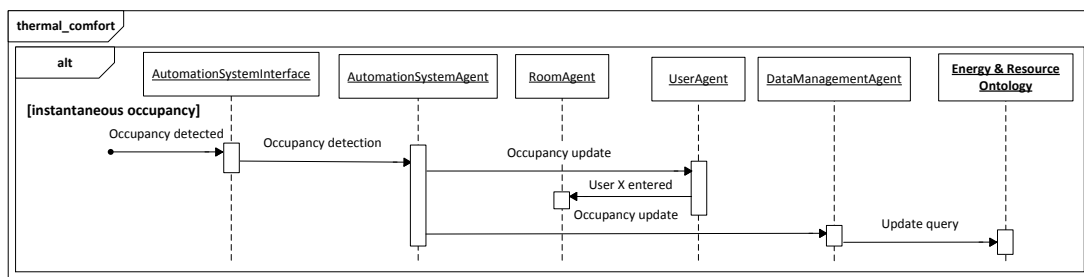 thermal_comfort
alt
AutomationSystemInterface
AutomationSystemAgent
RoomAgent
UserAgent
DataManagementAgent
Energy & Resource
Ontology
[instantaneous occupancy]
Occupancy detected
Occupancy detection
Occupancy update
User X entered
Occupancy update
Update query